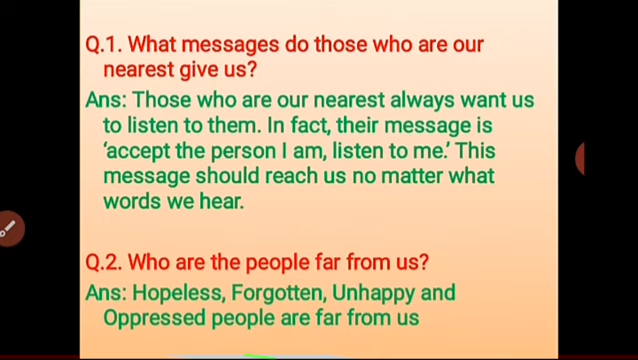 Q.1. What messages do those who are our
nearest give us?
Ans: Those who are our nearest always want us
to listen to them. In fact, their message is
‘accept the person I am, listen to me.’ This
message should reach us no matter what
words we hear.
Q.2. Who are the people far from us?
Ans: Hopeless, Forgotten, Unhappy and
Oppressed people are far from us